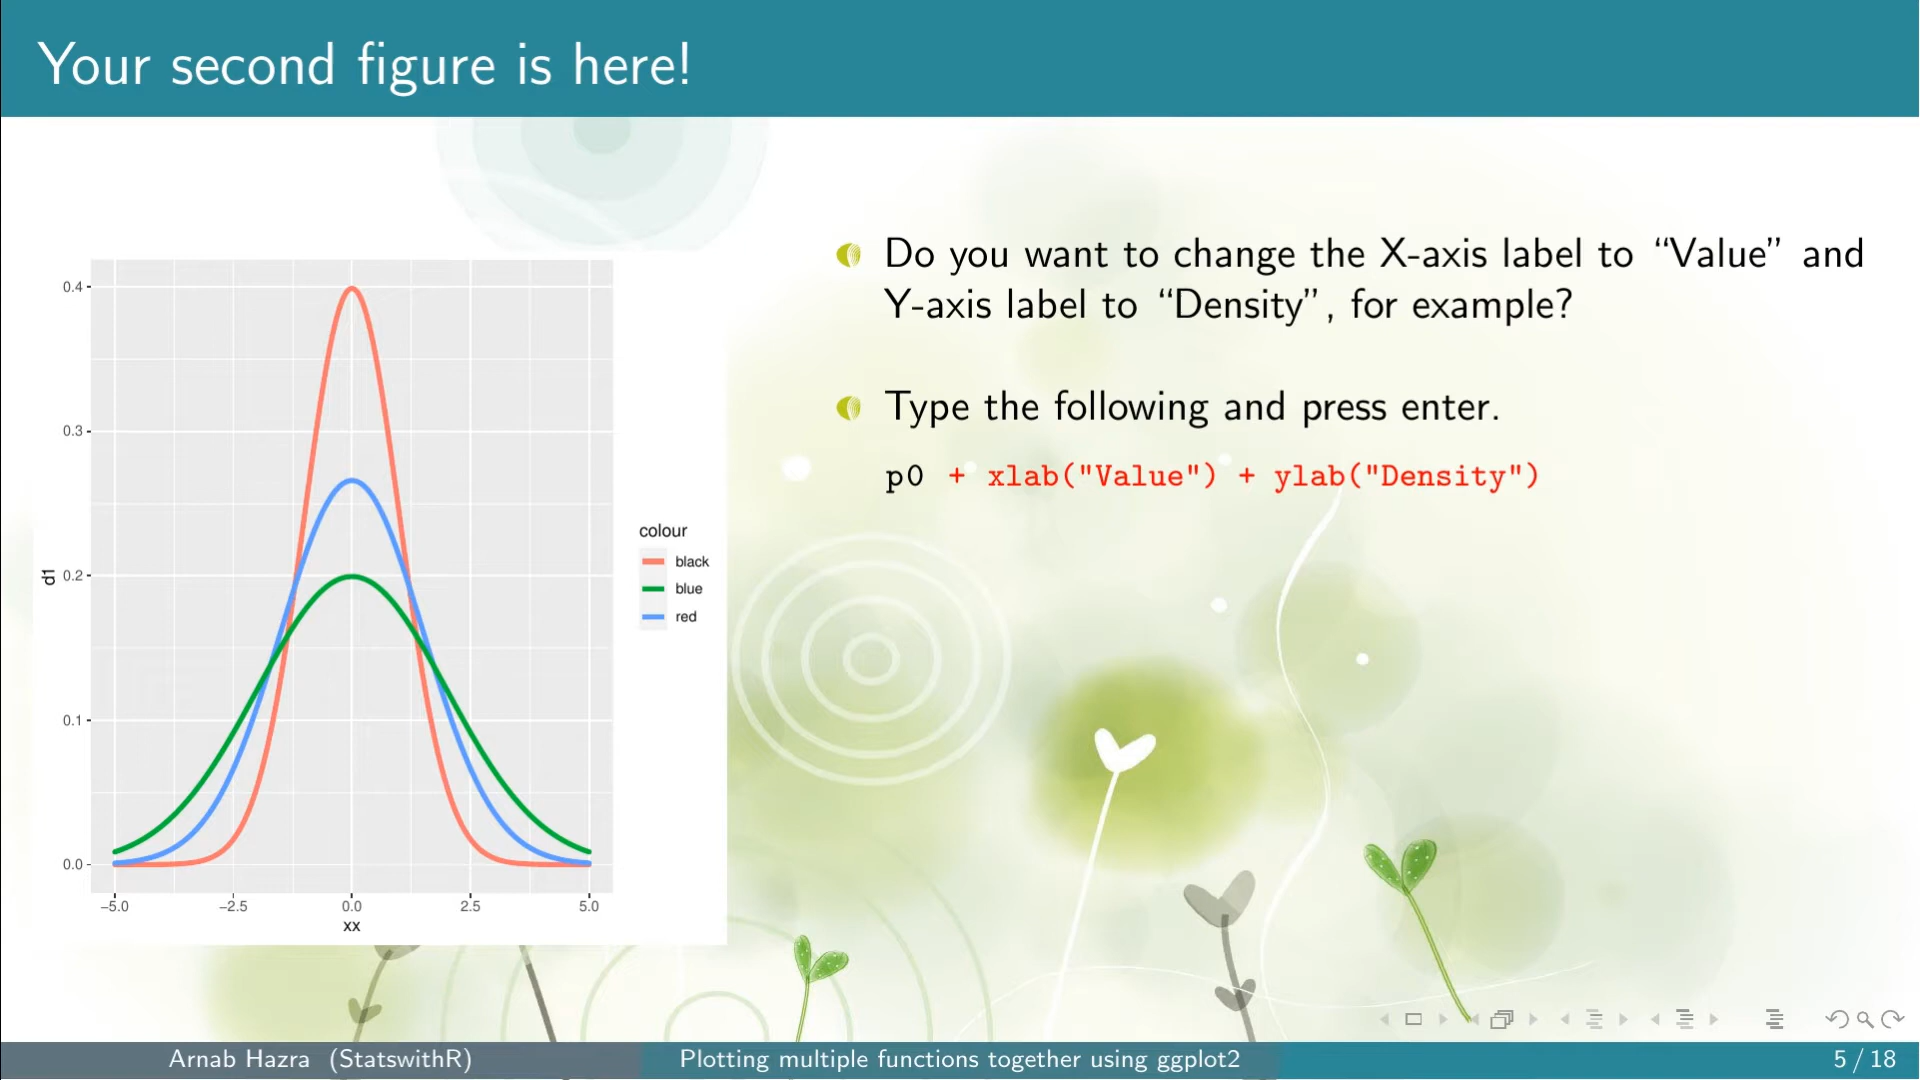 Your second figure is here!
0.4
0.3
0.2
0.1
0.0
d1
−5.0 −2.5 0.0 2.5 5.0
xx
colour
black
blue
red
Do you want to change the X-axis label to “Value” and
Y-axis label to “Density”, for example?
Type the following and press enter.
p0 + xlab("Value") + ylab("Density")
Arnab Hazra (StatswithR) Plotting multiple functions together using ggplot2 5 / 18